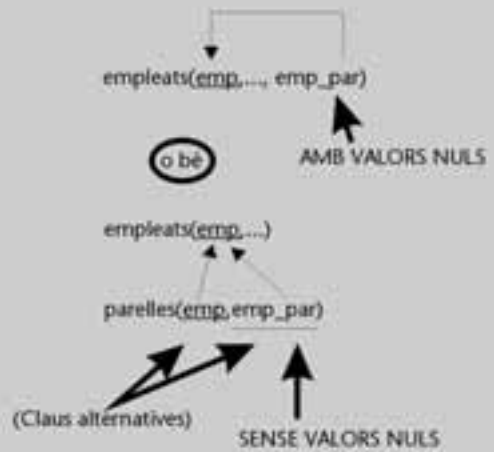 empleats(emp,..., emp_par)
AMB VALORS NULS
o bé
empleats(emp,...)
parelles(emp,emp_par)
(Claus alternatives)
SENSE VALORS NULS